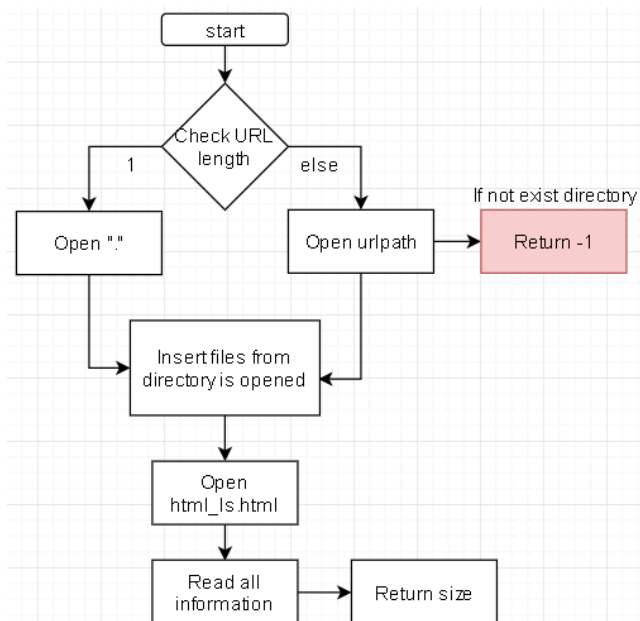 start
Check URL
length
1
else
If not exist directory
Open "."
Open urlpath
Return -1
Insert files from
directory is opened
Open
html_ls.html
Read all
information
Return size